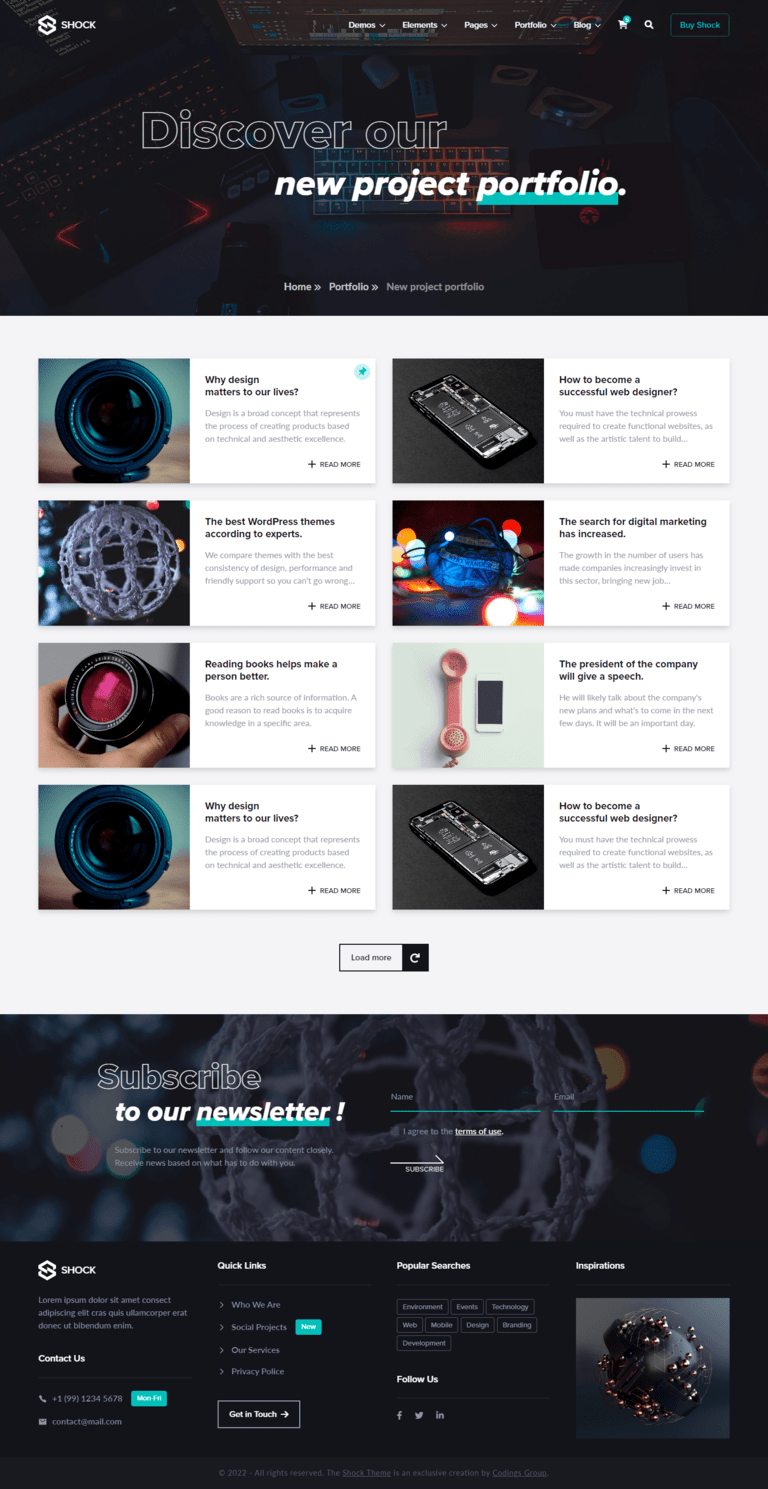 SHOCK
Demos Elements Pages Portfolio Blog 5 Buy Shock
Discover our
new project portfolio.
Home » Portfolio » New project portfolio
Why design
matters to our lives?
Design is a broad concept that represents
the process of creating products based
on technical and aesthetic excellence.
+ READ MORE
How to become a
successful web designer?
You must have the technical prowess
required to create functional websites, as
well as the artistic talent to build...
+ READ MORE
The best WordPress themes
according to experts.
We compare themes with the best
consistency of design, performance and
friendly support so you can't go wrong...
+ READ MORE
The search for digital marketing
has increased.
The growth in the number of users has
made companies increasingly invest in
this sector, bringing new job...
+ READ MORE
Reading books helps make a
person better.
Books are a rich source of information. A
good reason to read books is to acquire
knowledge in a specific area.
+ READ MORE
The president of the company
will give a speech.
He will likely talk about the company's
new plans and what's to come in the next
few days. It will be an important day.
+ READ MORE
Why design
matters to our lives?
Design is a broad concept that represents
the process of creating products based
on technical and aesthetic excellence.
+ READ MORE
How to become a
successful web designer?
You must have the technical prowess
required to create functional websites, as
well as the artistic talent to build...
+ READ MORE
Load more
Subscribe
to our newsletter !
Subscribe to our newsletter and follow our content closely.
Receive news based on what has to do with you.
Name Email
I agree to the terms of use.
SUBSCRIBE
SHOCK
Lorem ipsum dolor sit amet consect
adipiscing elit cras quis ullamcorper erat
donec ut bibendum enim.
Contact Us
+1 (99) 1234 5678 Mon-Fri
contact@mail.com
Quick Links
Who We Are
Social Projects New
Our Services
Privacy Police
Get in Touch
Popular Searches
Environment Events Technology
Web Mobile Design Branding
Development
Follow Us
Inspirations
© 2022 - All rights reserved. The Shock Theme is an exclusive creation by Codings Group.